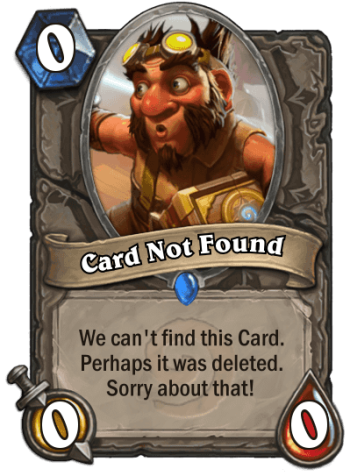 0
Card Not Found
We can't find this Card.
Perhaps it was deleted.
Sorry about that!
0 0